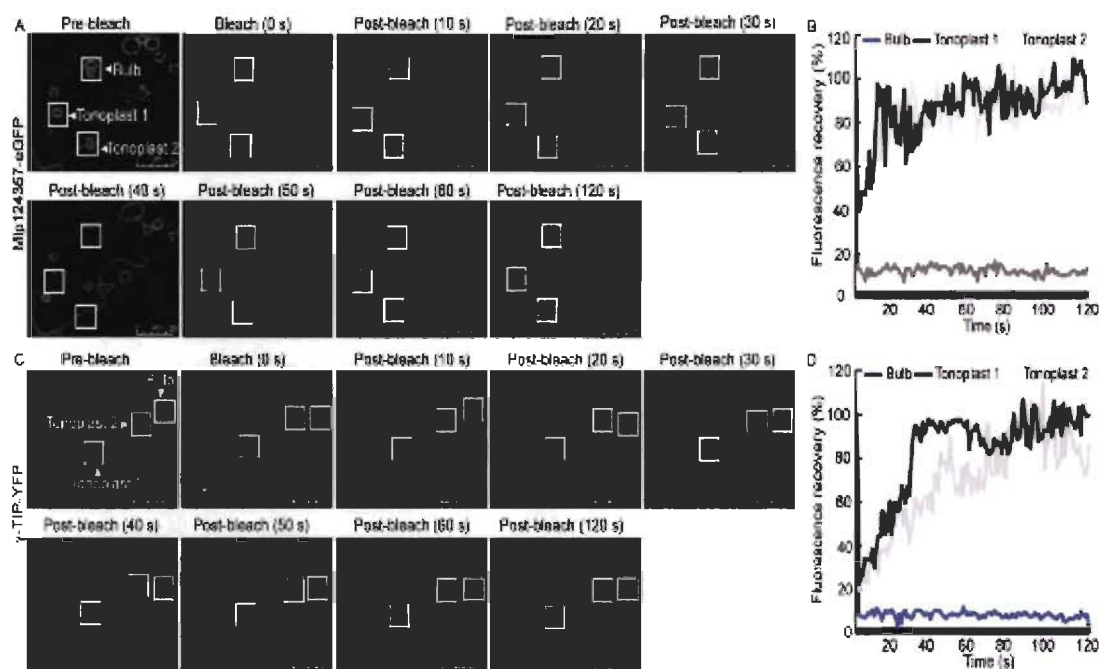 A Pre-bleach Bleach (0 s) Post-bleach (10 s) Post-bleach (20 s) Post-bleach (30 s)
Bulb
Tonoplast 1
Tonoplast 2
Mlp124357-eGFP
Post-bleach (40 s) Post-bleach (50 s) Post-bleach (60 s) Post-bleach (120 s)
B
Bulb Tonoplast 1 Tonoplast 2
Fluorescence recovery (%)
120
100
80
60
40
20
0
20 40 60 80 100 120
Time (s)
C Pre-bleach Bleach (0 s) Post-bleach (10 s) Post-bleach (20 s) Post-bleach (30 s)
Bulb
Tonoplast 2
Tonoplast 1
γ-TIP-YFP
Post-bleach (40 s) Post-bleach (50 s) Post-bleach (60 s) Post-bleach (120 s)
D
Bulb Tonoplast 1 Tonoplast 2
Fluorescence recovery (%)
120
100
80
60
40
20
0
20 40 60 80 100 120
Time (s)